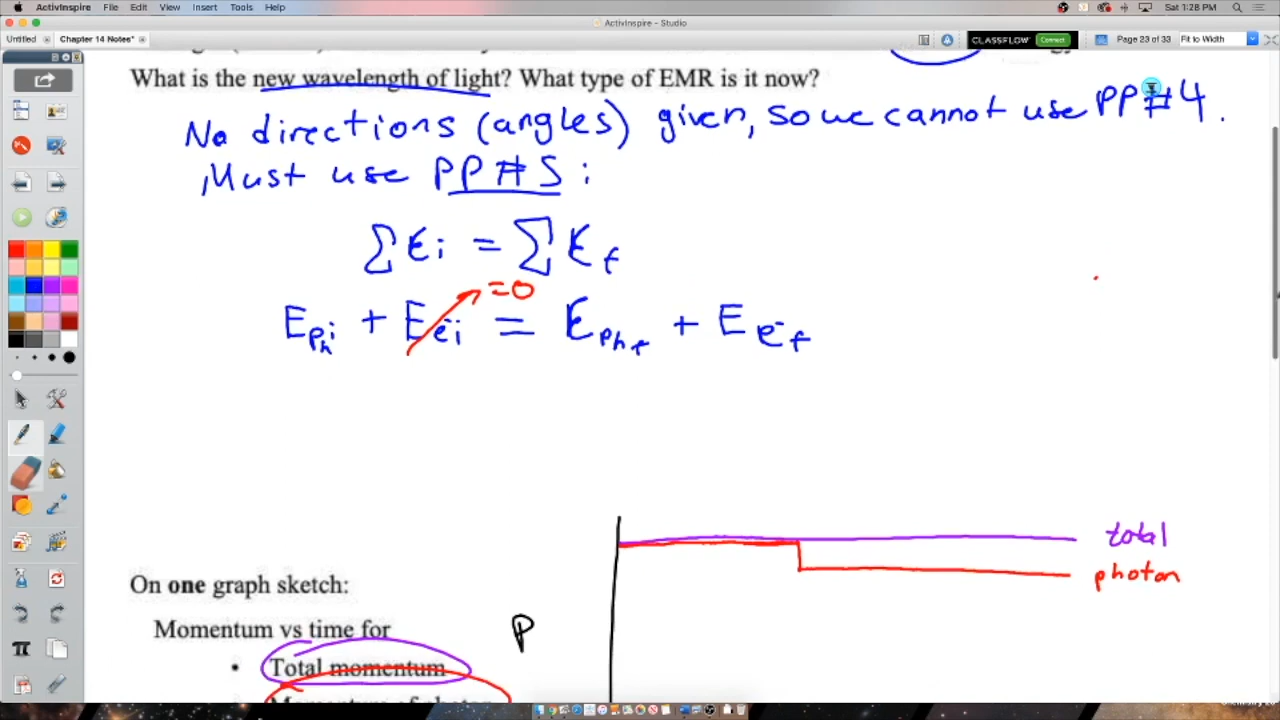 ActivInspire File Edit View Insert Tools Help Sat 1:28 PM
ActivInspire - Studio
Untitled Chapter 14 Notes* CLASSFLOW Connect Page 23 of 33 Fit to Width
What is the new wavelength of light? What type of EMR is it now?
No directions (angles) given, so we cannot use PP#4.
Must use PP#5:
∑Ei = ∑Ef
=0
Ephi + Ee⁻i = Ephf + Ee⁻f
total
photon
On one graph sketch:
Momentum vs time for
P
• Total momentum